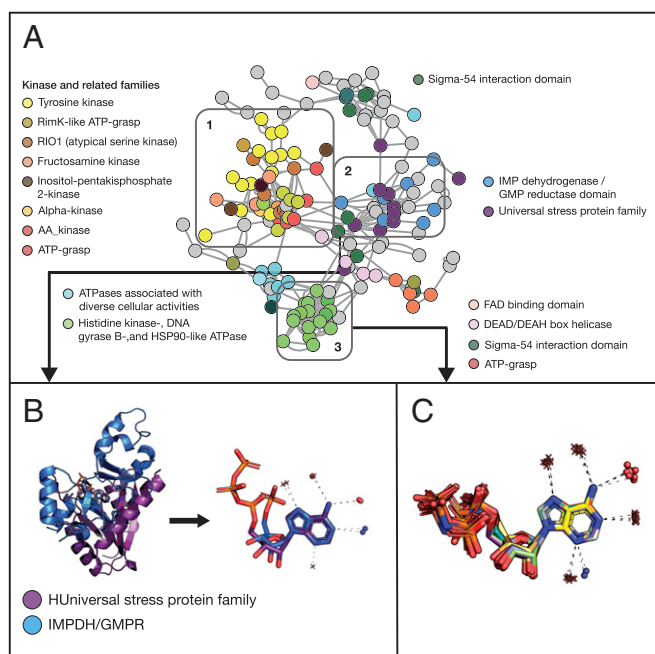 A
Kinase and related families
Tyrosine kinase
RimK-like ATP-grasp
RIO1 (atypical serine kinase)
Fructosamine kinase
Inositol-pentakisphosphate
2-kinase
Alpha-kinase
AA_kinase
ATP-grasp
1
2
3
Sigma-54 interaction domain
IMP dehydrogenase /
GMP reductase domain
Universal stress protein family
ATPases associated with
diverse cellular activities
Histidine kinase-, DNA
gyrase B-,and HSP90-like ATPase
FAD binding domain
DEAD/DEAH box helicase
Sigma-54 interaction domain
ATP-grasp
B
HUniversal stress protein family
IMPDH/GMPR
C